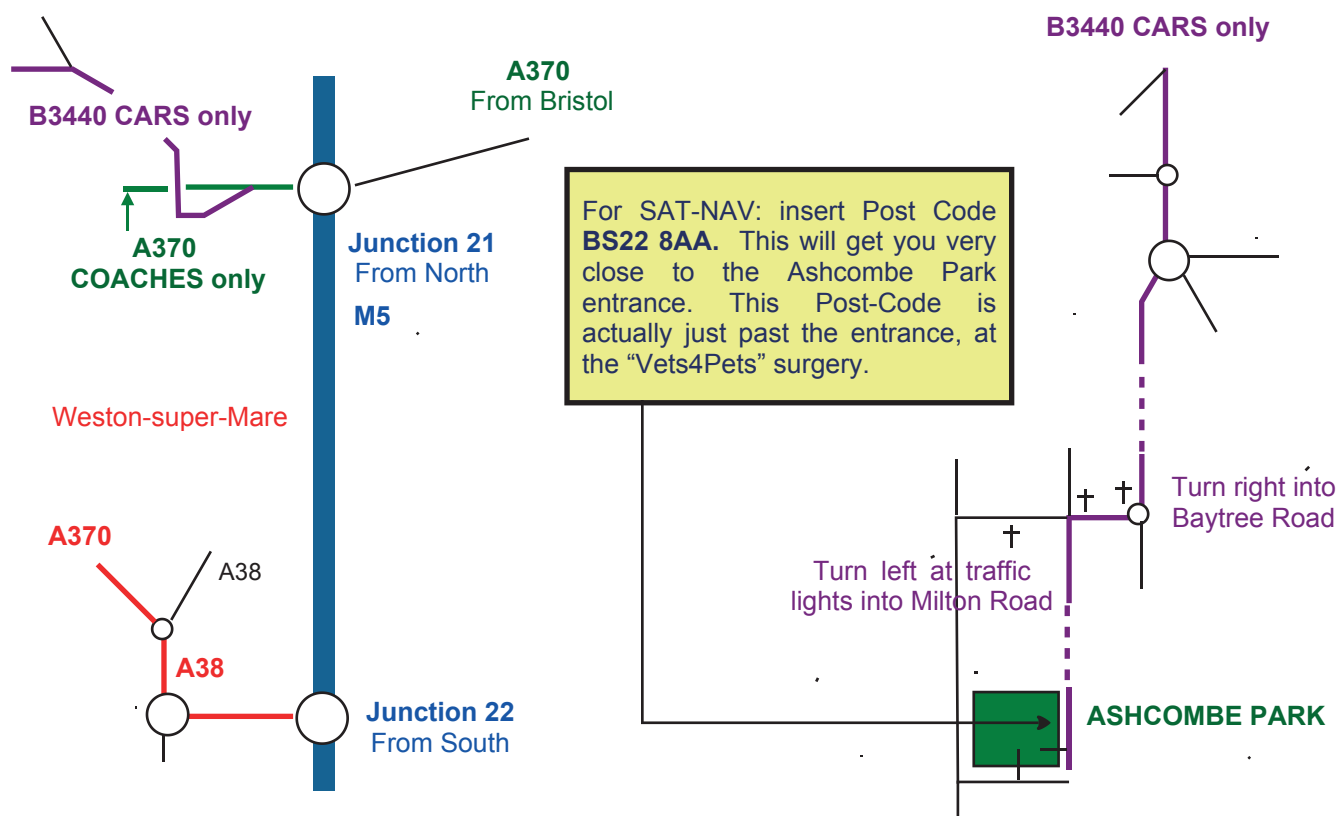 B3440 CARS only
A370
From Bristol
B3440 CARS only
A370
COACHES only
Junction 21
From North
M5
For SAT-NAV: insert Post Code
BS22 8AA. This will get you very
close to the Ashcombe Park
entrance. This Post-Code is
actually just past the entrance, at
the “Vets4Pets” surgery.
Weston-super-Mare
Turn right into
Baytree Road
A370
A38
Turn left at traffic
lights into Milton Road
A38
Junction 22
From South
ASHCOMBE PARK